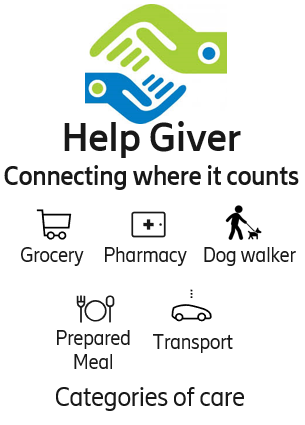 Help Giver
Connecting where it counts
Grocery Pharmacy Dog walker
Prepared
Meal
Transport
Categories of care